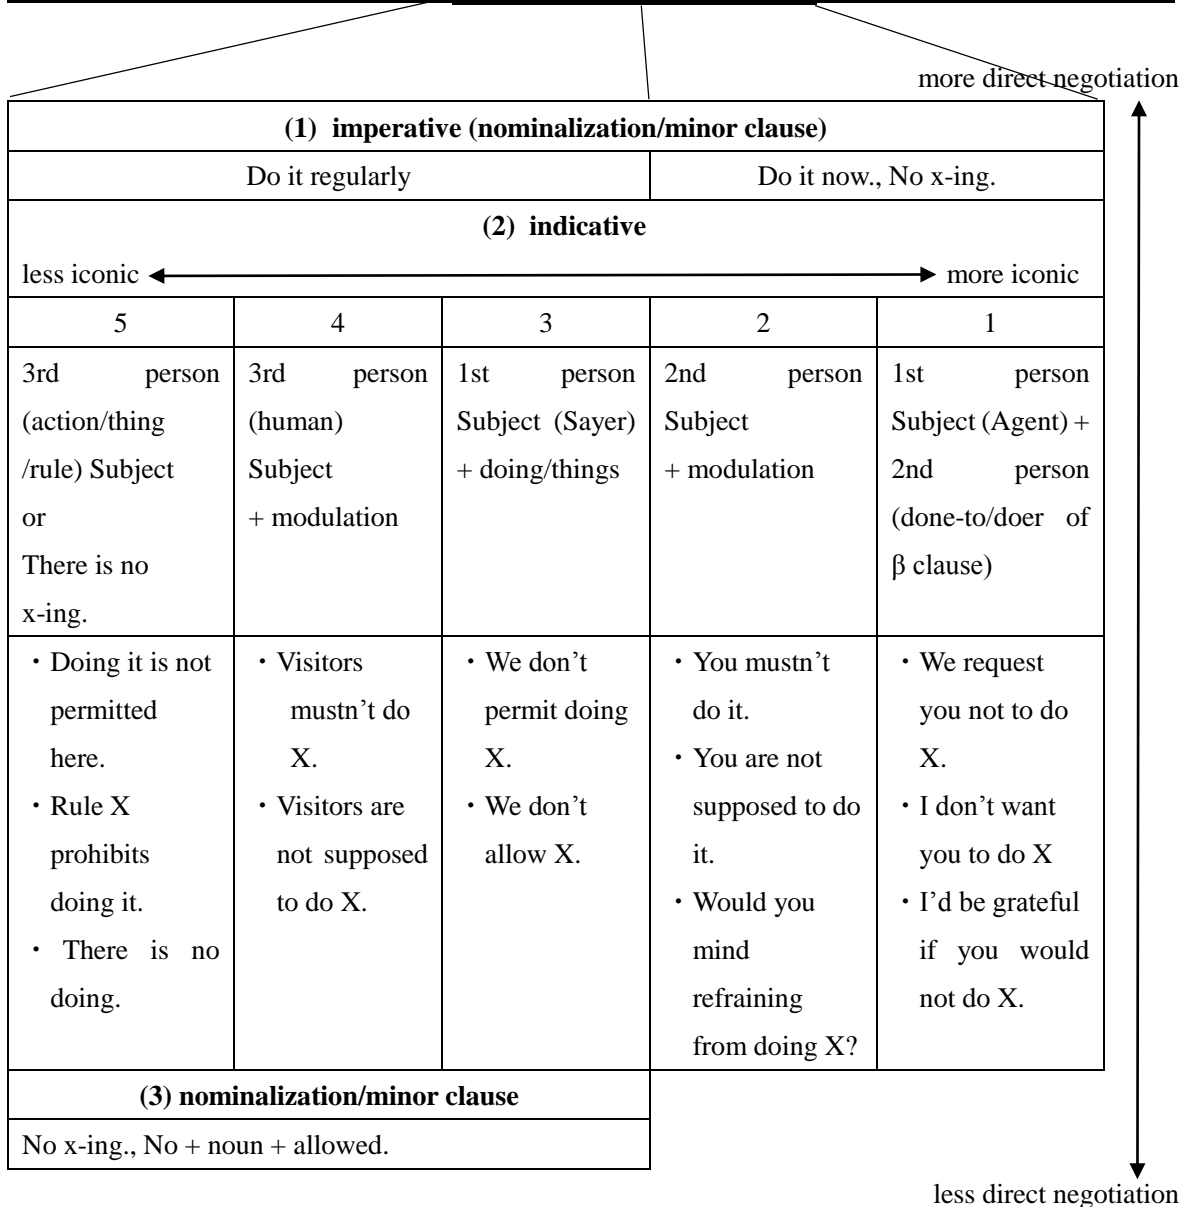 more direct negotiation
(1) imperative (nominalization/minor clause)
Do it regularly
Do it now., No x-ing.
(2) indicative
less iconic
more iconic
5
4
3
2
1
3rd person
(action/thing
/rule) Subject
or
There is no
x-ing.
3rd person
(human)
Subject
+ modulation
1st person
Subject (Sayer)
+ doing/things
2nd person
Subject
+ modulation
1st person
Subject (Agent) +
2nd person
(done-to/doer of
β clause)
・Doing it is not
permitted
here.
・Rule X
prohibits
doing it.
・ There is no
doing.
・Visitors
mustn’t do
X.
・Visitors are
not supposed
to do X.
・We don’t
permit doing
X.
・We don’t
allow X.
・You mustn’t
do it.
・You are not
supposed to do
it.
・Would you
mind
refraining
from doing X?
・We request
you not to do
X.
・I don’t want
you to do X
・I’d be grateful
if you would
not do X.
(3) nominalization/minor clause
No x-ing., No + noun + allowed.
less direct negotiation